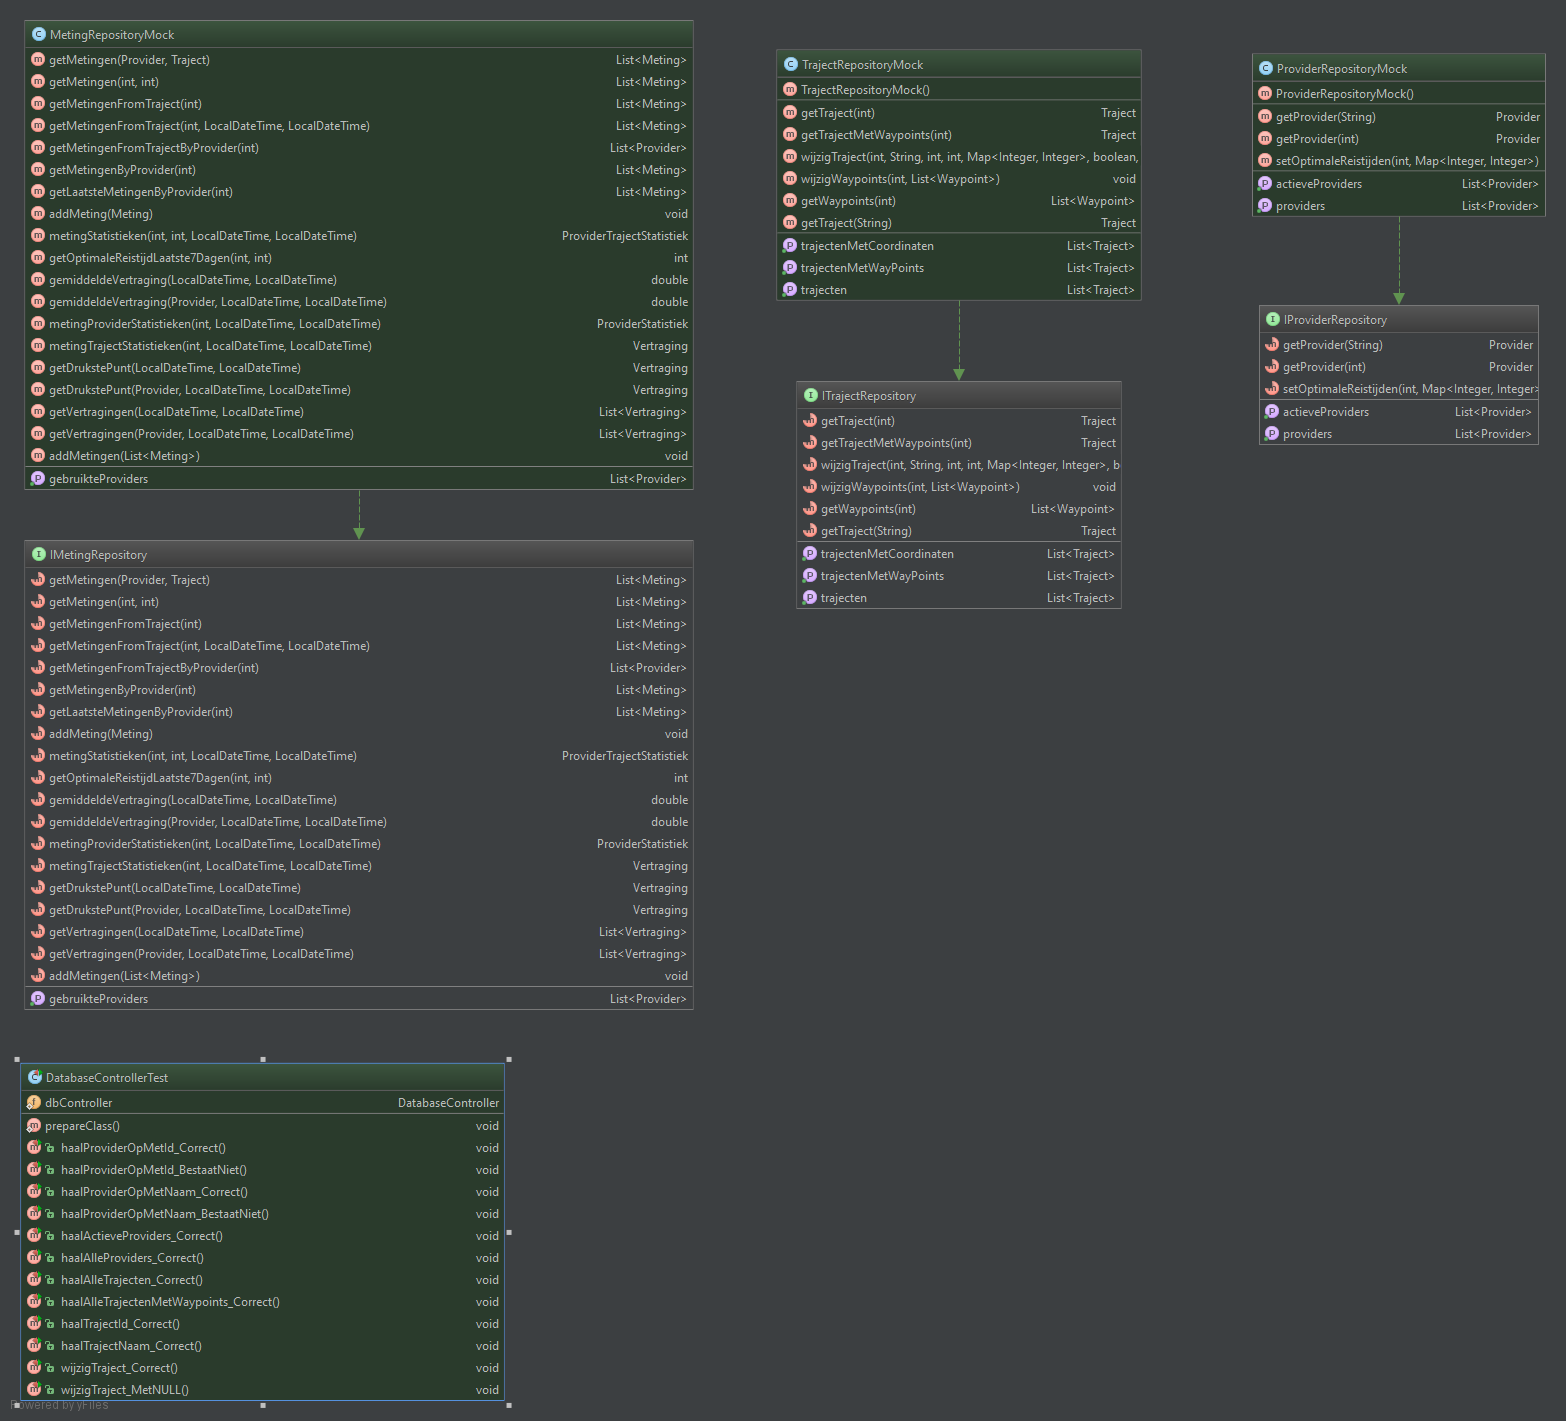 MetingRepositoryMock
getMetingen(Provider, Traject) List<Meting>
getMetingen(int, int) List<Meting>
getMetingenFromTraject(int) List<Meting>
getMetingenFromTraject(int, LocalDateTime, LocalDateTime) List<Meting>
getMetingenFromTrajectByProvider(int) List<Provider>
getMetingenByProvider(int) List<Meting>
getLaatsteMetingenByProvider(int) List<Meting>
addMeting(Meting) void
metingStatistieken(int, int, LocalDateTime, LocalDateTime) ProviderTrajectStatistiek
getOptimaleReistijdLaatste7Dagen(int, int) int
gemiddeldeVertraging(LocalDateTime, LocalDateTime) double
gemiddeldeVertraging(Provider, LocalDateTime, LocalDateTime) double
metingProviderStatistieken(int, LocalDateTime, LocalDateTime) ProviderStatistiek
metingTrajectStatistieken(int, LocalDateTime, LocalDateTime) Vertraging
getDrukstePunt(LocalDateTime, LocalDateTime) Vertraging
getDrukstePunt(Provider, LocalDateTime, LocalDateTime) Vertraging
getVertragingen(LocalDateTime, LocalDateTime) List<Vertraging>
getVertragingen(Provider, LocalDateTime, LocalDateTime) List<Vertraging>
addMetingen(List<Meting>) void
gebruikteProviders List<Provider>
IMetingRepository
getMetingen(Provider, Traject) List<Meting>
getMetingen(int, int) List<Meting>
getMetingenFromTraject(int) List<Meting>
getMetingenFromTraject(int, LocalDateTime, LocalDateTime) List<Meting>
getMetingenFromTrajectByProvider(int) List<Provider>
getMetingenByProvider(int) List<Meting>
getLaatsteMetingenByProvider(int) List<Meting>
addMeting(Meting) void
metingStatistieken(int, int, LocalDateTime, LocalDateTime) ProviderTrajectStatistiek
getOptimaleReistijdLaatste7Dagen(int, int) int
gemiddeldeVertraging(LocalDateTime, LocalDateTime) double
gemiddeldeVertraging(Provider, LocalDateTime, LocalDateTime) double
metingProviderStatistieken(int, LocalDateTime, LocalDateTime) ProviderStatistiek
metingTrajectStatistieken(int, LocalDateTime, LocalDateTime) Vertraging
getDrukstePunt(LocalDateTime, LocalDateTime) Vertraging
getDrukstePunt(Provider, LocalDateTime, LocalDateTime) Vertraging
getVertragingen(LocalDateTime, LocalDateTime) List<Vertraging>
getVertragingen(Provider, LocalDateTime, LocalDateTime) List<Vertraging>
addMetingen(List<Meting>) void
gebruikteProviders List<Provider>
DatabaseControllerTest
dbController DatabaseController
prepareClass() void
haalProviderOpMetId_Correct() void
haalProviderOpMetId_BestaatNiet() void
haalProviderOpMetNaam_Correct() void
haalProviderOpMetNaam_BestaatNiet() void
haalActieveProviders_Correct() void
haalAlleProviders_Correct() void
haalAlleTrajecten_Correct() void
haalAlleTrajectenMetWaypoints_Correct() void
haalTrajectId_Correct() void
haalTrajectNaam_Correct() void
wijzigTraject_Correct() void
wijzigTraject_MetNULL() void
Powered by yFiles
TrajectRepositoryMock
TrajectRepositoryMock()
getTraject(int) Traject
getTrajectMetWaypoints(int) Traject
wijzigTraject(int, String, int, int, Map<Integer, Integer>, boolean,
wijzigWaypoints(int, List<Waypoint>) void
getWaypoints(int) List<Waypoint>
getTraject(String) Traject
trajectenMetCoordinaten List<Traject>
trajectenMetWayPoints List<Traject>
trajecten List<Traject>
ITrajectRepository
getTraject(int) Traject
getTrajectMetWaypoints(int) Traject
wijzigTraject(int, String, int, int, Map<Integer, Integer>, b
wijzigWaypoints(int, List<Waypoint>) void
getWaypoints(int) List<Waypoint>
getTraject(String) Traject
trajectenMetCoordinaten List<Traject>
trajectenMetWayPoints List<Traject>
trajecten List<Traject>
ProviderRepositoryMock
ProviderRepositoryMock()
getProvider(String) Provider
getProvider(int) Provider
setOptimaleReistijden(int, Map<Integer, Integer>)
actieveProviders List<Provider>
providers List<Provider>
IProviderRepository
getProvider(String) Provider
getProvider(int) Provider
setOptimaleReistijden(int, Map<Integer, Integer>
actieveProviders List<Provider>
providers List<Provider>